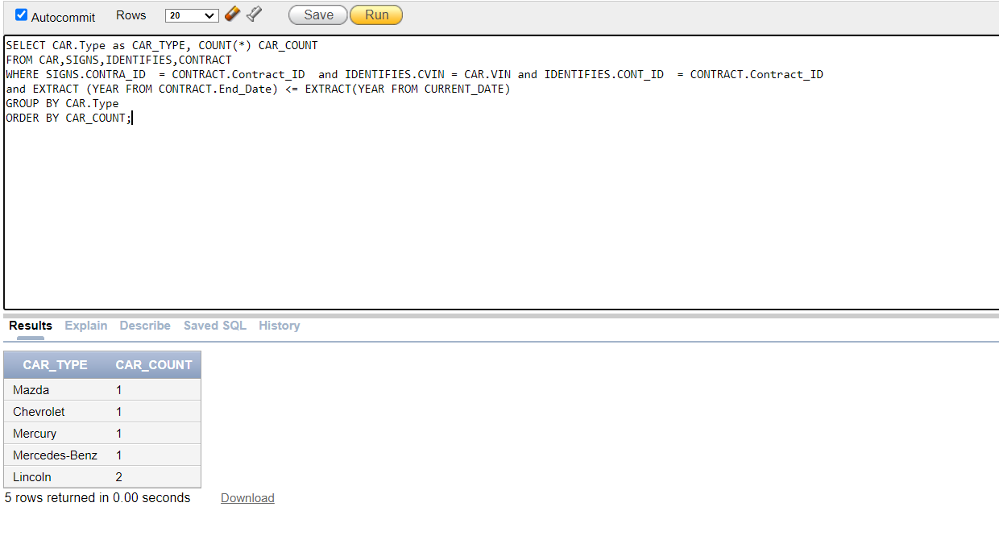 Autocommit Rows 20 Save Run
SELECT CAR.Type as CAR_TYPE, COUNT(*) CAR_COUNT
FROM CAR,SIGNS,IDENTIFIES,CONTRACT
WHERE SIGNS.CONTRA_ID  = CONTRACT.Contract_ID  and IDENTIFIES.CVIN = CAR.VIN and IDENTIFIES.CONT_ID  = CONTRACT.Contract_ID
and EXTRACT (YEAR FROM CONTRACT.End_Date) <= EXTRACT(YEAR FROM CURRENT_DATE)
GROUP BY CAR.Type
ORDER BY CAR_COUNT;
Results Explain Describe Saved SQL History
CAR_TYPE CAR_COUNT
Mazda 1
Chevrolet 1
Mercury 1
Mercedes-Benz 1
Lincoln 2
5 rows returned in 0.00 seconds Download